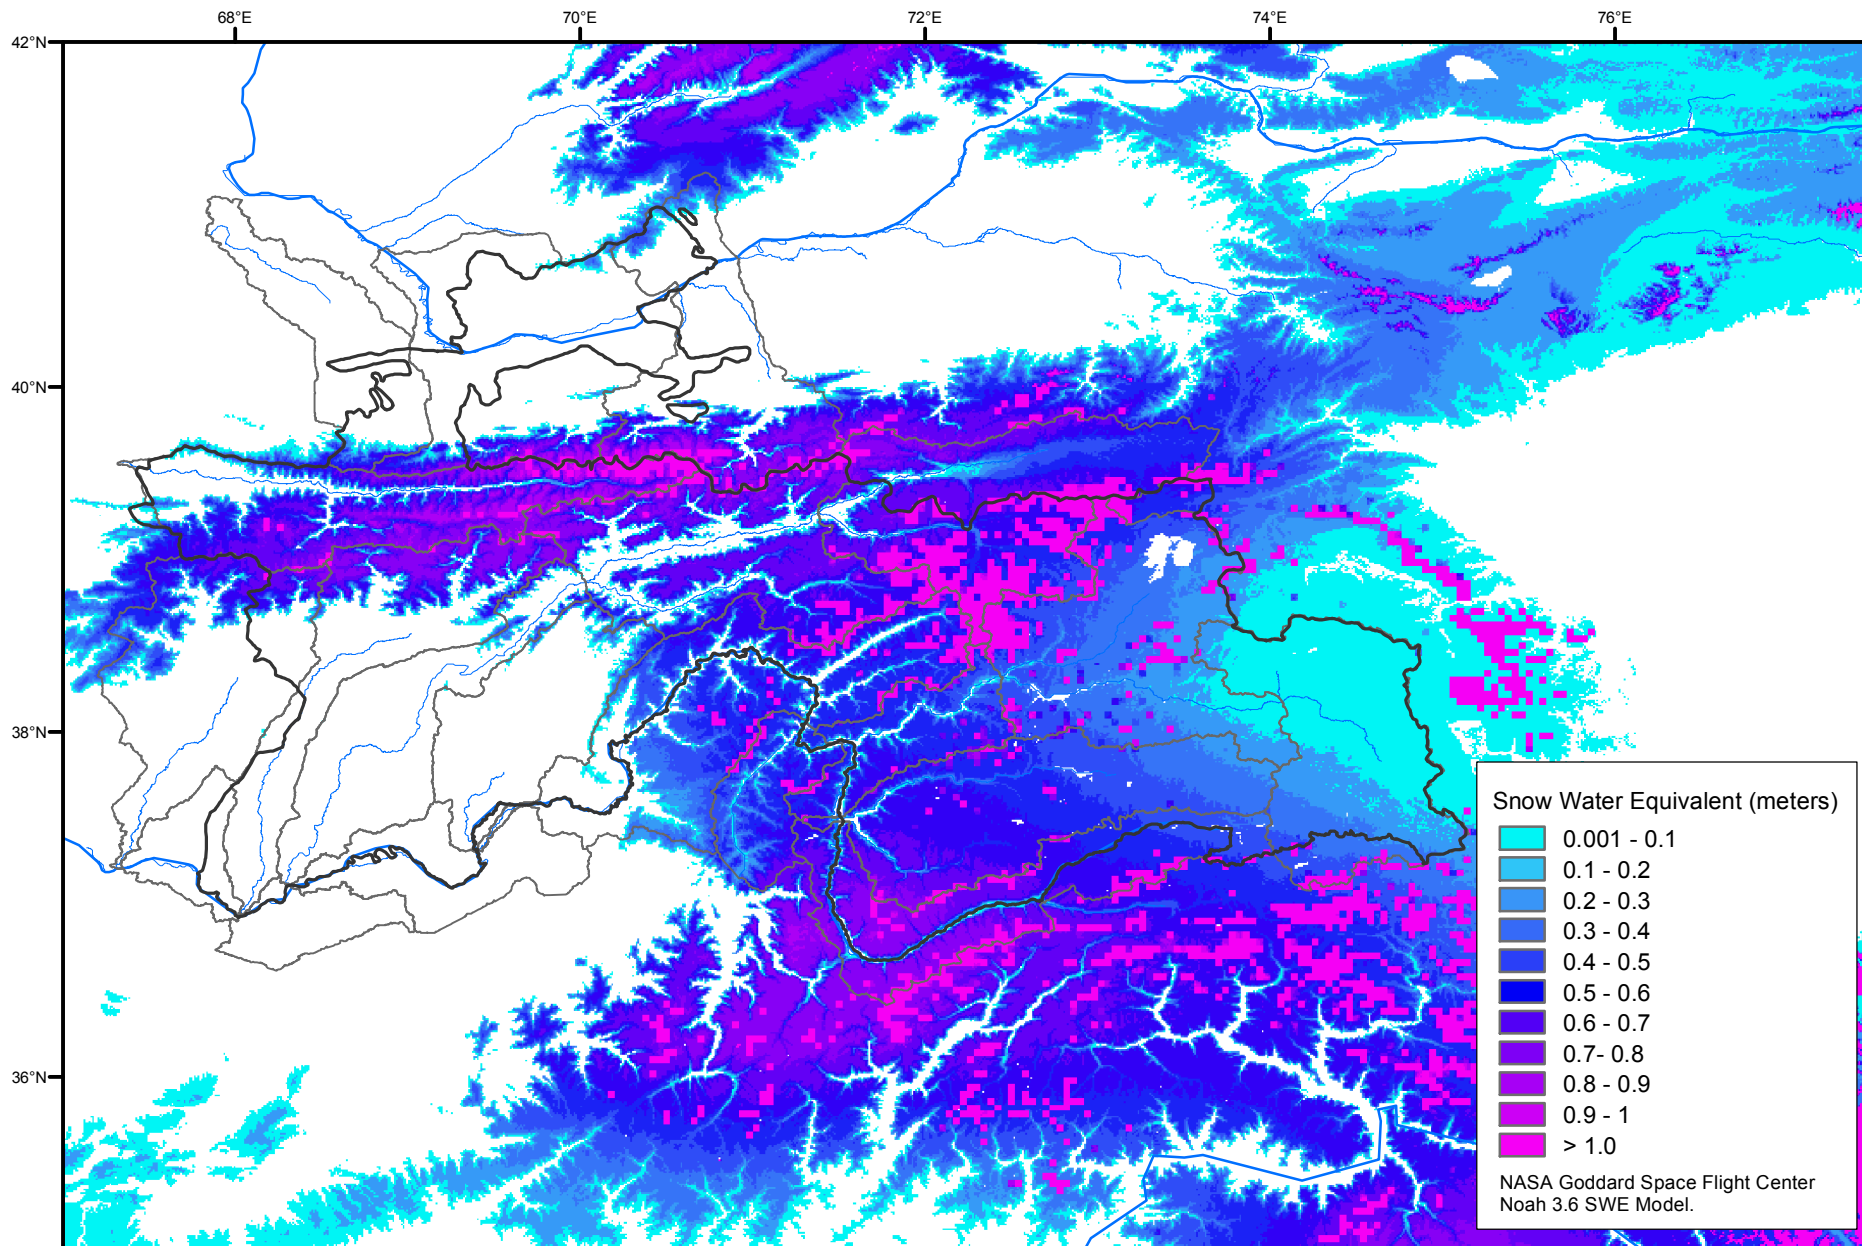 68°E 70°E 72°E 74°E 76°E
42°N
40°N
38°N
36°N
Snow Water Equivalent (meters)
0.001 - 0.1
0.1 - 0.2
0.2 - 0.3
0.3 - 0.4
0.4 - 0.5
0.5 - 0.6
0.6 - 0.7
0.7- 0.8
0.8 - 0.9
0.9 - 1
> 1.0
NASA Goddard Space Flight Center
Noah 3.6 SWE Model.